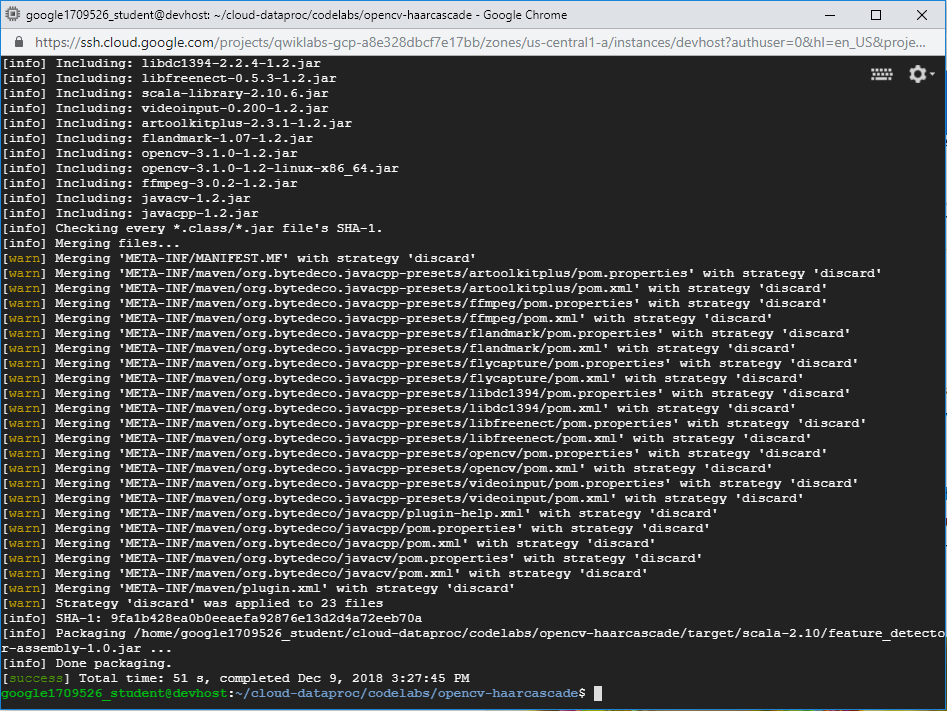 google1709526_student@devhost: ~/cloud-dataproc/codelabs/opencv-haarcascade - Google Chrome
https://ssh.cloud.google.com/projects/qwiklabs-gcp-a8e328dbcf7e17bb/zones/us-central1-a/instances/devhost?authuser=0&hl=en_US&proje...
[info] Including: libdc1394-2.2.4-1.2.jar
[info] Including: libfreenect-0.5.3-1.2.jar
[info] Including: scala-library-2.10.6.jar
[info] Including: videoinput-0.200-1.2.jar
[info] Including: artoolkitplus-2.3.1-1.2.jar
[info] Including: flandmark-1.07-1.2.jar
[info] Including: opencv-3.1.0-1.2.jar
[info] Including: opencv-3.1.0-1.2-linux-x86_64.jar
[info] Including: ffmpeg-3.0.2-1.2.jar
[info] Including: javacv-1.2.jar
[info] Including: javacpp-1.2.jar
[info] Checking every *.class/*.jar file's SHA-1.
[info] Merging files...
[warn] Merging 'META-INF/MANIFEST.MF' with strategy 'discard'
[warn] Merging 'META-INF/maven/org.bytedeco.javacpp-presets/artoolkitplus/pom.properties' with strategy 'discard'
[warn] Merging 'META-INF/maven/org.bytedeco.javacpp-presets/artoolkitplus/pom.xml' with strategy 'discard'
[warn] Merging 'META-INF/maven/org.bytedeco.javacpp-presets/ffmpeg/pom.properties' with strategy 'discard'
[warn] Merging 'META-INF/maven/org.bytedeco.javacpp-presets/ffmpeg/pom.xml' with strategy 'discard'
[warn] Merging 'META-INF/maven/org.bytedeco.javacpp-presets/flandmark/pom.properties' with strategy 'discard'
[warn] Merging 'META-INF/maven/org.bytedeco.javacpp-presets/flandmark/pom.xml' with strategy 'discard'
[warn] Merging 'META-INF/maven/org.bytedeco.javacpp-presets/flycapture/pom.properties' with strategy 'discard'
[warn] Merging 'META-INF/maven/org.bytedeco.javacpp-presets/flycapture/pom.xml' with strategy 'discard'
[warn] Merging 'META-INF/maven/org.bytedeco.javacpp-presets/libdc1394/pom.properties' with strategy 'discard'
[warn] Merging 'META-INF/maven/org.bytedeco.javacpp-presets/libdc1394/pom.xml' with strategy 'discard'
[warn] Merging 'META-INF/maven/org.bytedeco.javacpp-presets/libfreenect/pom.properties' with strategy 'discard'
[warn] Merging 'META-INF/maven/org.bytedeco.javacpp-presets/libfreenect/pom.xml' with strategy 'discard'
[warn] Merging 'META-INF/maven/org.bytedeco.javacpp-presets/opencv/pom.properties' with strategy 'discard'
[warn] Merging 'META-INF/maven/org.bytedeco.javacpp-presets/opencv/pom.xml' with strategy 'discard'
[warn] Merging 'META-INF/maven/org.bytedeco.javacpp-presets/videoinput/pom.properties' with strategy 'discard'
[warn] Merging 'META-INF/maven/org.bytedeco.javacpp-presets/videoinput/pom.xml' with strategy 'discard'
[warn] Merging 'META-INF/maven/org.bytedeco/javacpp/plugin-help.xml' with strategy 'discard'
[warn] Merging 'META-INF/maven/org.bytedeco/javacpp/pom.properties' with strategy 'discard'
[warn] Merging 'META-INF/maven/org.bytedeco/javacpp/pom.xml' with strategy 'discard'
[warn] Merging 'META-INF/maven/org.bytedeco/javacv/pom.properties' with strategy 'discard'
[warn] Merging 'META-INF/maven/org.bytedeco/javacv/pom.xml' with strategy 'discard'
[warn] Merging 'META-INF/maven/plugin.xml' with strategy 'discard'
[warn] Strategy 'discard' was applied to 23 files
[info] SHA-1: 9fa1b428ea0b0eeaefa92876e13d2d4a72eeb70a
[info] Packaging /home/google1709526_student/cloud-dataproc/codelabs/opencv-haarcascade/target/scala-2.10/feature_detecto
r-assembly-1.0.jar ...
[info] Done packaging.
[success] Total time: 51 s, completed Dec 9, 2018 3:27:45 PM
google1709526_student@devhost:~/cloud-dataproc/codelabs/opencv-haarcascade$